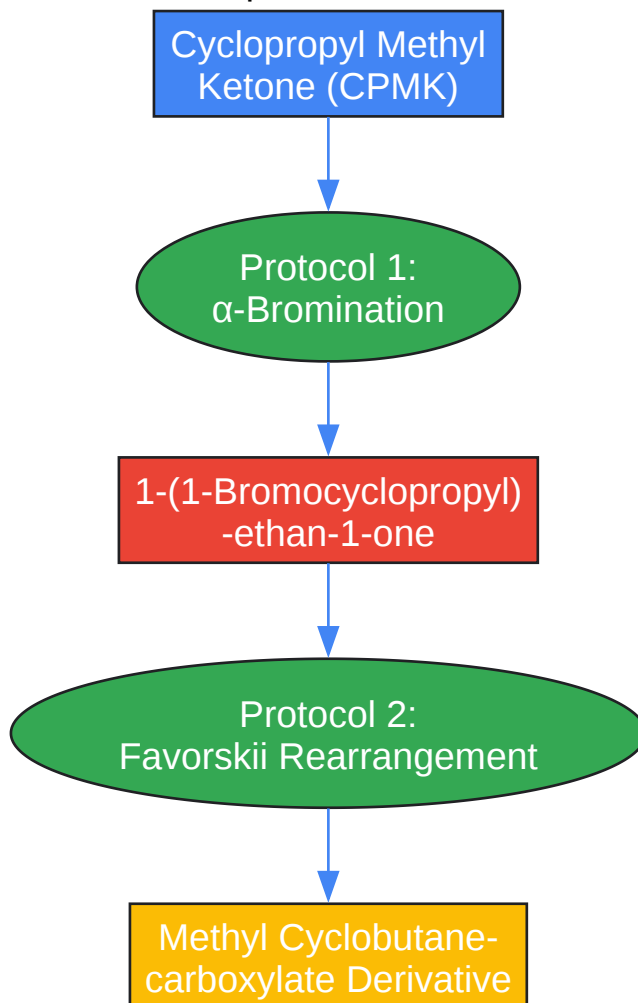 Cyclopropyl Methyl
Ketone (CPMK)
Protocol 1:
α-Bromination
1-(1-Bromocyclopropyl)
-ethan-1-one
Protocol 2:
Favorskii Rearrangement
Methyl Cyclobutane-
carboxylate Derivative